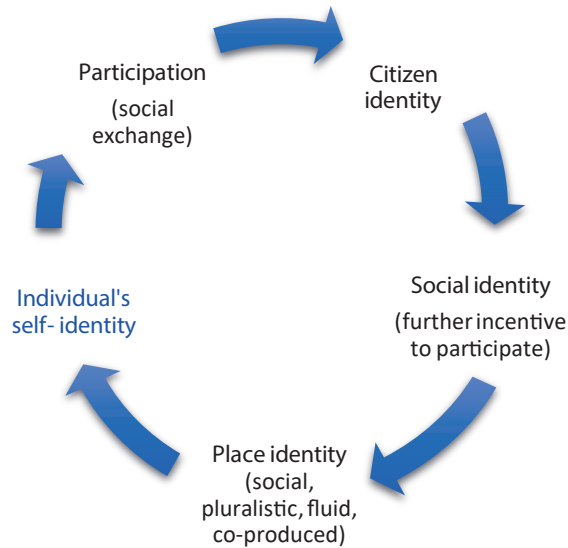 Participation
(social
exchange)
Citizen
identity
Social identity
(further incentive
to participate)
Place identity
(social,
pluralistic, fluid,
co-produced)
Individual's
self- identity